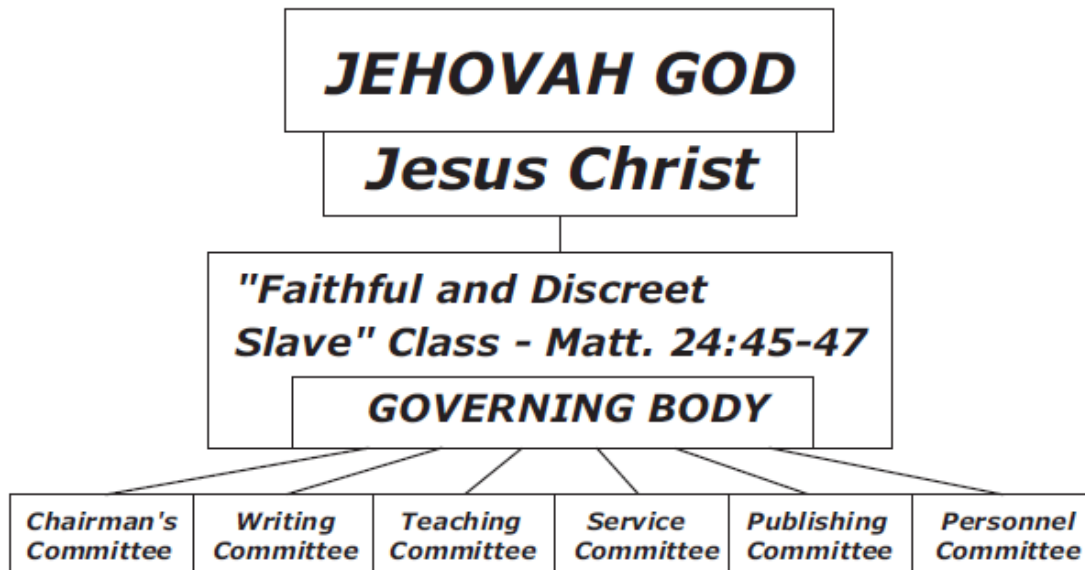 JEHOVAH GOD
Jesus Christ
"Faithful and Discreet
Slave" Class - Matt. 24:45-47
GOVERNING BODY
Chairman's
Committee
Writing
Committee
Teaching
Committee
Service
Committee
Publishing
Committee
Personnel
Committee